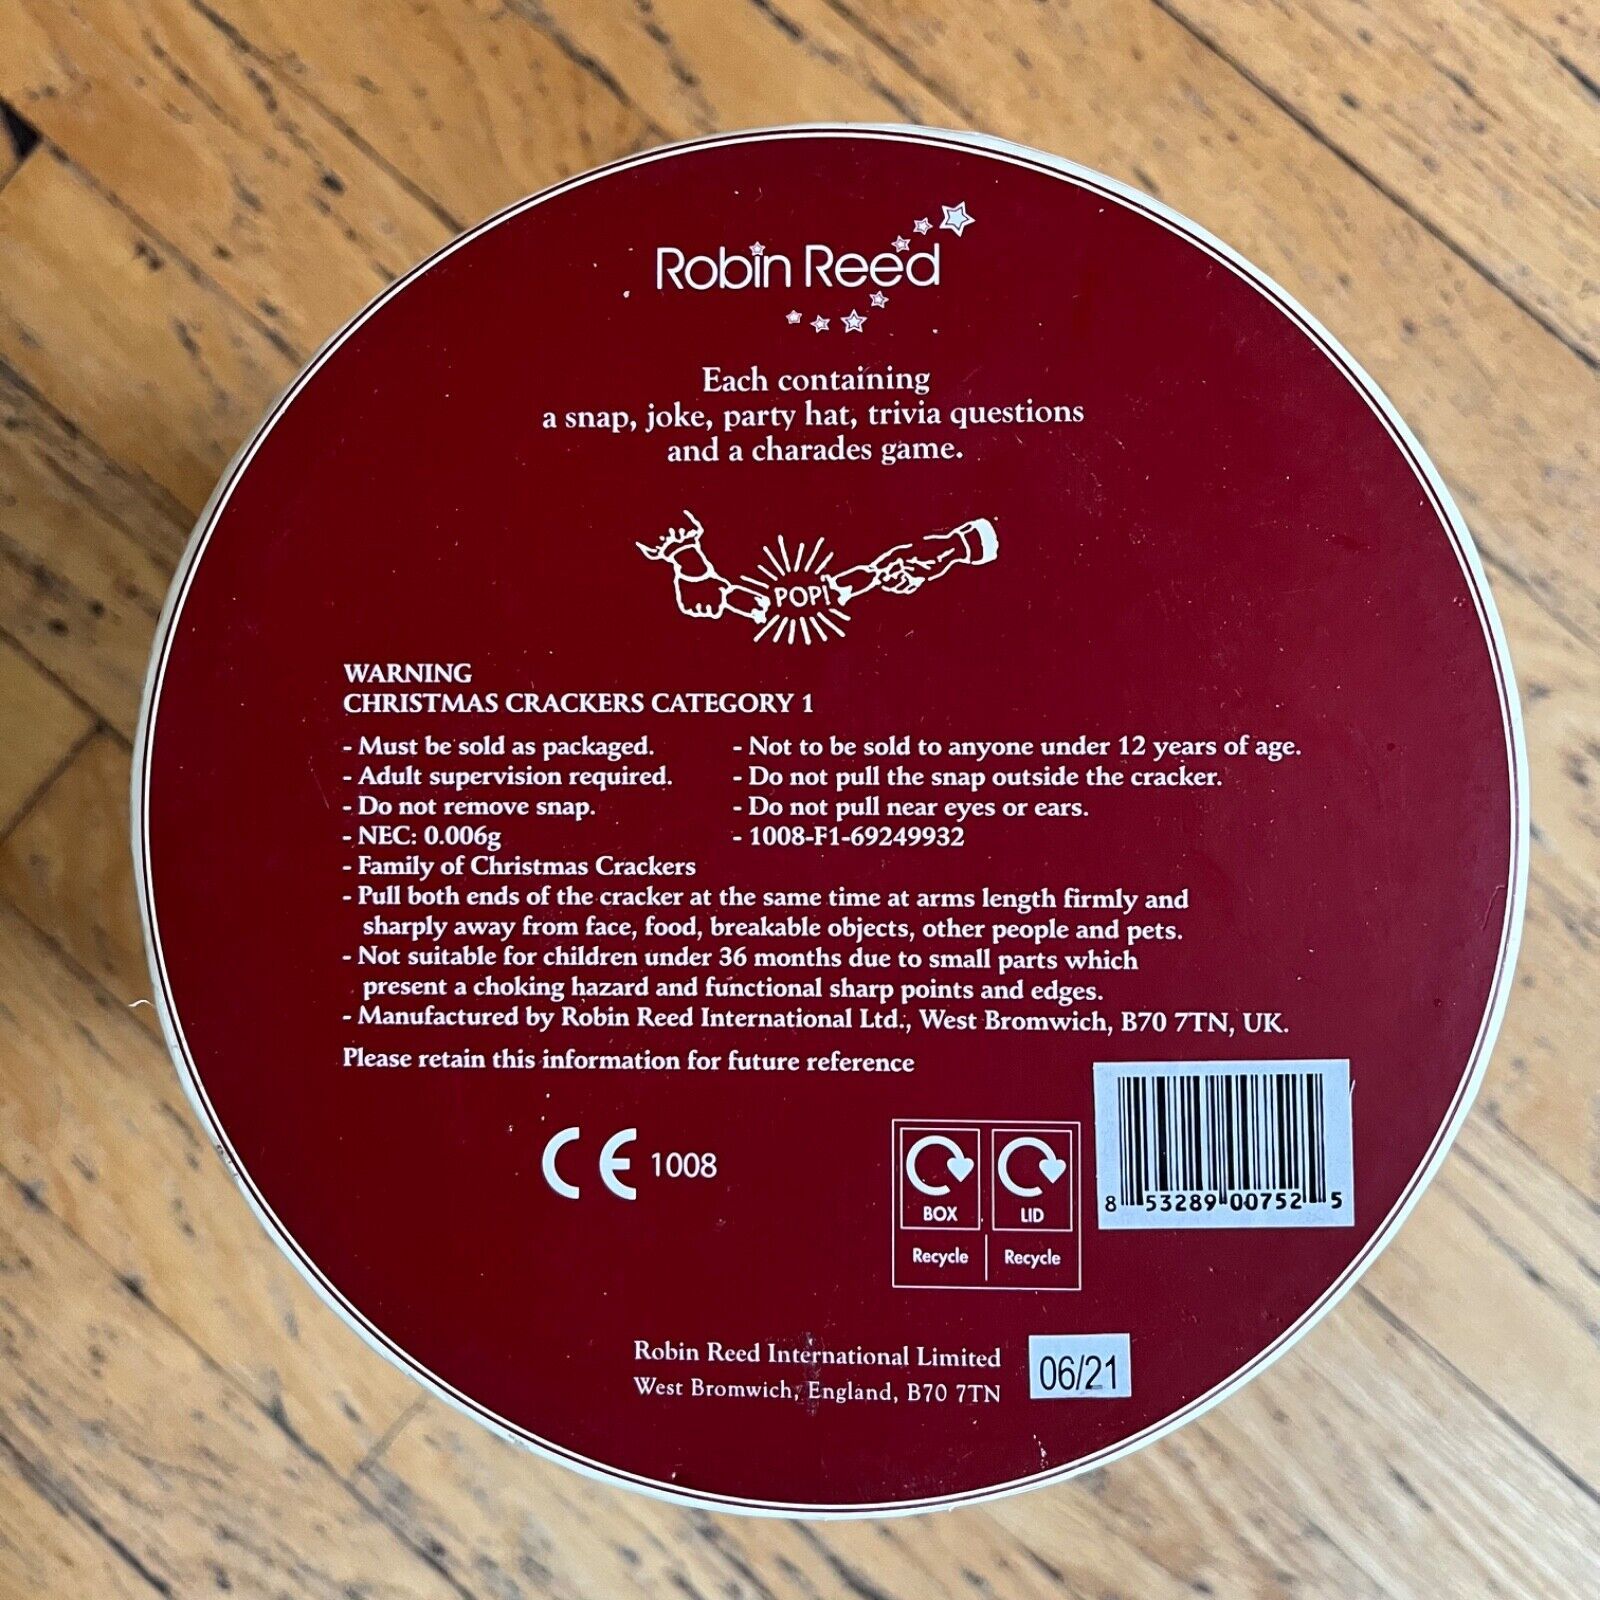 Robin Reed
Each containing
a snap, joke, party hat, trivia questions
and a charades game.
POP!
WARNING
CHRISTMAS CRACKERS CATEGORY 1
- Must be sold as packaged.
- Adult supervision required.
- Do not remove snap.
- NEC: 0.006g
- Not to be sold to anyone under 12 years of age.
- Do not pull the snap outside the cracker.
- Do not pull near eyes or ears.
- 1008-F1-69249932
- Family of Christmas Crackers
- Pull both ends of the cracker at the same time at arms length firmly and
sharply away from face, food, breakable objects, other people and pets.
- Not suitable for children under 36 months due to small parts which
present a choking hazard and functional sharp points and edges.
- Manufactured by Robin Reed International Ltd., West Bromwich, B70 7TN, UK.
Please retain this information for future reference
CE 1008
BOX
Recycle
LID
Recycle
8 53289 00752 5
Robin Reed International Limited
West Bromwich, England, B70 7TN
06/21